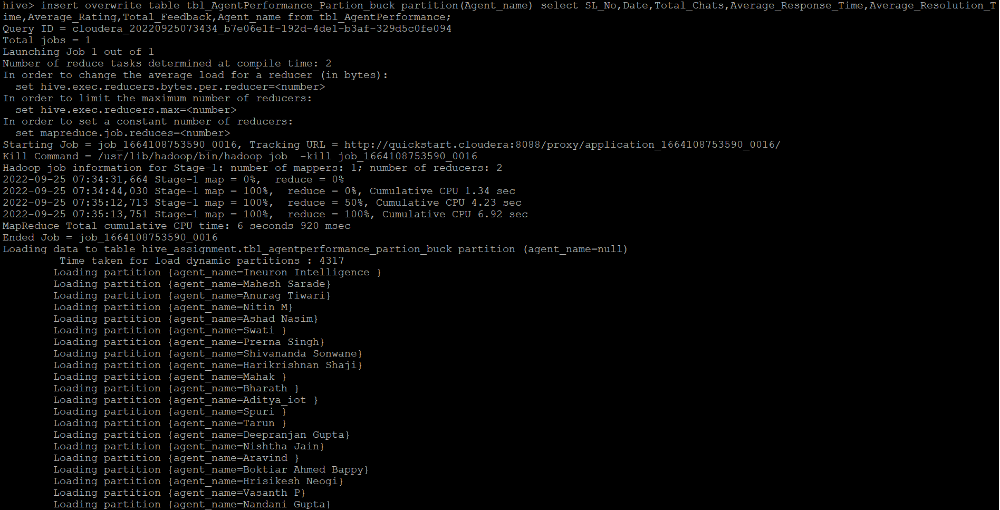 hive> insert overwrite table tbl_AgentPerformance_Partion_buck partition(Agent_name) select SL_No,Date,Total_Chats,Average_Response_Time,Average_Resolution_T
ime,Average_Rating,Total_Feedback,Agent_name from tbl_AgentPerformance;
Query ID = cloudera_20220925073434_b7e06e1f-192d-4de1-b3af-329d5c0fe094
Total jobs = 1
Launching Job 1 out of 1
Number of reduce tasks determined at compile time: 2
In order to change the average load for a reducer (in bytes):
  set hive.exec.reducers.bytes.per.reducer=<number>
In order to limit the maximum number of reducers:
  set hive.exec.reducers.max=<number>
In order to set a constant number of reducers:
  set mapreduce.job.reduces=<number>
Starting Job = job_1664108753590_0016, Tracking URL = http://quickstart.cloudera:8088/proxy/application_1664108753590_0016/
Kill Command = /usr/lib/hadoop/bin/hadoop job  -kill job_1664108753590_0016
Hadoop job information for Stage-1: number of mappers: 1; number of reducers: 2
2022-09-25 07:34:31,664 Stage-1 map = 0%,  reduce = 0%
2022-09-25 07:34:44,030 Stage-1 map = 100%,  reduce = 0%, Cumulative CPU 1.34 sec
2022-09-25 07:35:12,713 Stage-1 map = 100%,  reduce = 50%, Cumulative CPU 4.23 sec
2022-09-25 07:35:13,751 Stage-1 map = 100%,  reduce = 100%, Cumulative CPU 6.92 sec
MapReduce Total cumulative CPU time: 6 seconds 920 msec
Ended Job = job_1664108753590_0016
Loading data to table hive_assignment.tbl_agentperformance_partion_buck partition (agent_name=null)
         Time taken for load dynamic partitions : 4317
        Loading partition {agent_name=Ineuron Intelligence }
        Loading partition {agent_name=Mahesh Sarade}
        Loading partition {agent_name=Anurag Tiwari}
        Loading partition {agent_name=Nitin M}
        Loading partition {agent_name=Ashad Nasim}
        Loading partition {agent_name=Swati }
        Loading partition {agent_name=Prerna Singh}
        Loading partition {agent_name=Shivananda Sonwane}
        Loading partition {agent_name=Harikrishnan Shaji}
        Loading partition {agent_name=Mahak }
        Loading partition {agent_name=Bharath }
        Loading partition {agent_name=Aditya_iot }
        Loading partition {agent_name=Spuri }
        Loading partition {agent_name=Tarun }
        Loading partition {agent_name=Deepranjan Gupta}
        Loading partition {agent_name=Nishtha Jain}
        Loading partition {agent_name=Aravind }
        Loading partition {agent_name=Boktiar Ahmed Bappy}
        Loading partition {agent_name=Hrisikesh Neogi}
        Loading partition {agent_name=Vasanth P}
        Loading partition {agent_name=Nandani Gupta}